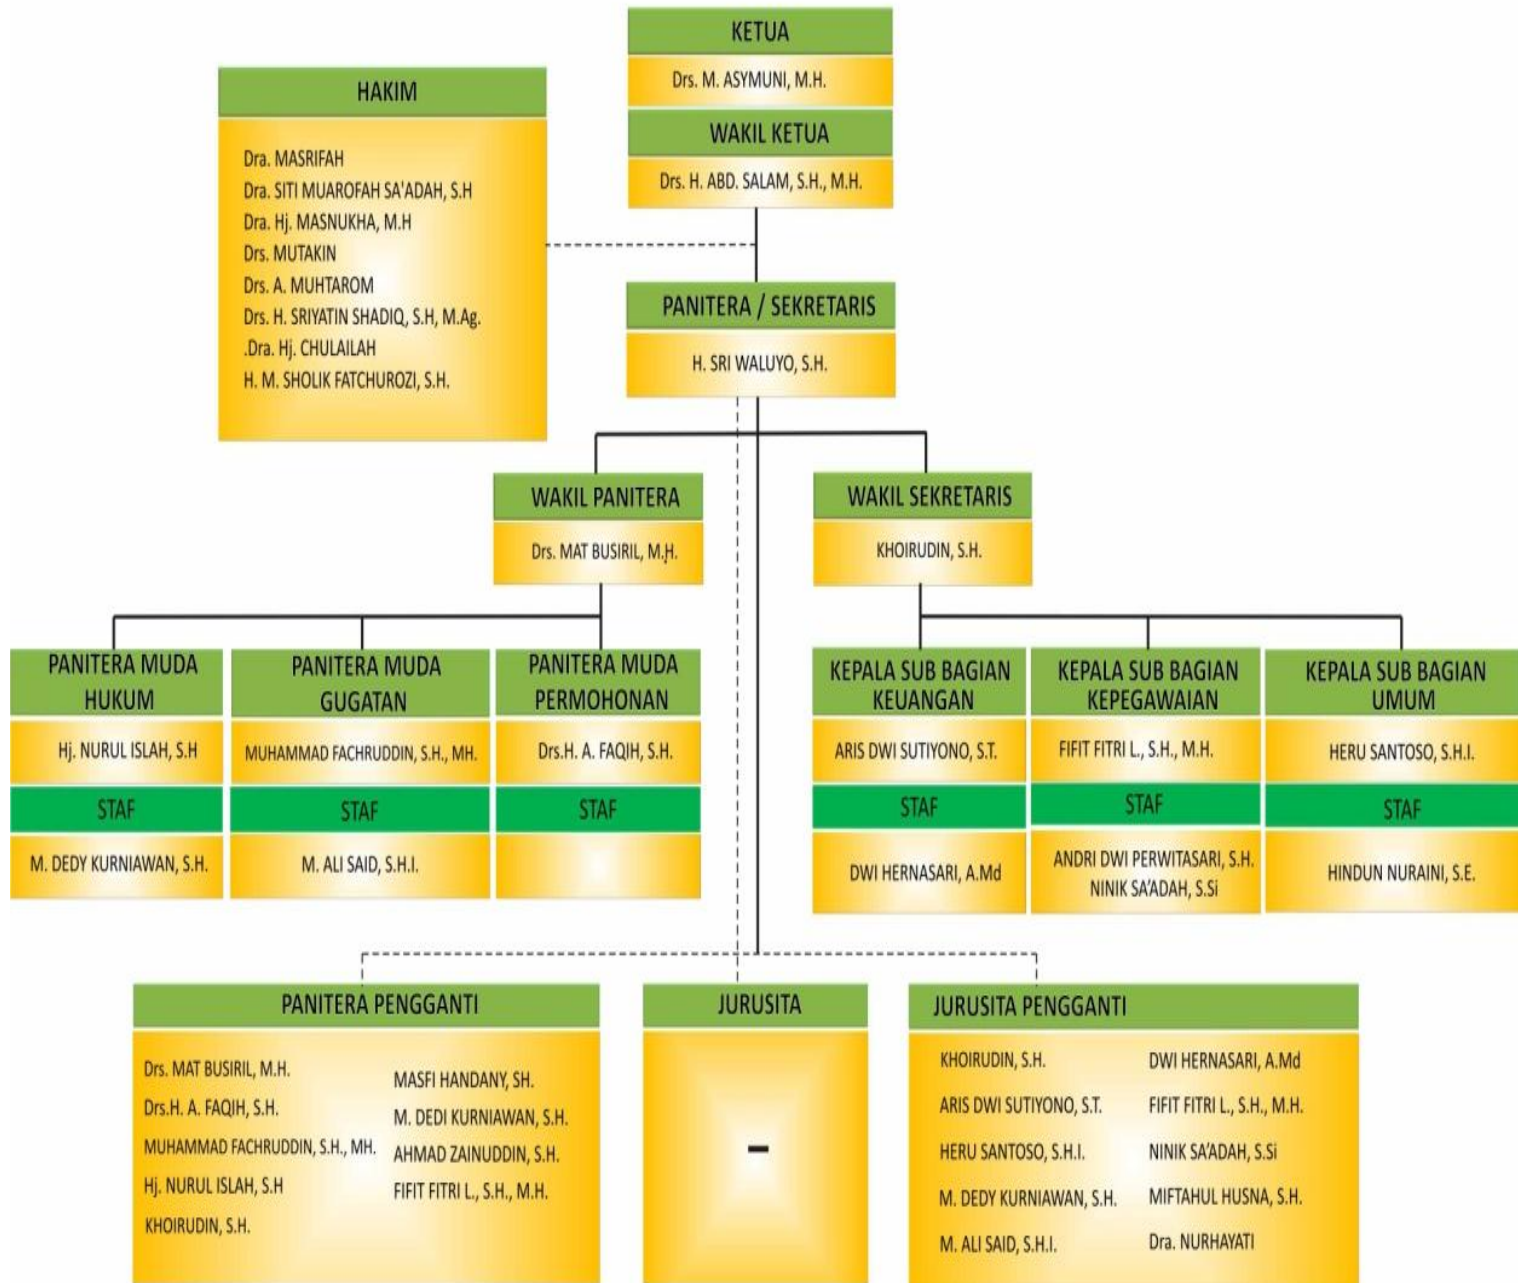 KETUA
Drs. M. ASYMUNI, M.H.
WAKIL KETUA
Drs. H. ABD. SALAM, S.H., M.H.
HAKIM
Dra. MASRIFAH
Dra. SITI MUAROFAH SA'ADAH, S.H
Dra. Hj. MASNUKHA, M.H
Drs. MUTAKIN
Drs. A. MUHTAROM
Drs. H. SRIYATIN SHADIQ, S.H, M.Ag.
.Dra. Hj. CHULAILAH
H. M. SHOLIK FATCHUROZI, S.H.
PANITERA / SEKRETARIS
H. SRI WALUYO, S.H.
WAKIL PANITERA
Drs. MAT BUSIRIL, M.H.
WAKIL SEKRETARIS
KHOIRUDIN, S.H.
PANITERA MUDA
HUKUM
Hj. NURUL ISLAH, S.H
STAF
M. DEDY KURNIAWAN, S.H.
PANITERA MUDA
GUGATAN
MUHAMMAD FACHRUDDIN, S.H., MH.
STAF
M. ALI SAID, S.H.I.
PANITERA MUDA
PERMOHONAN
Drs.H. A. FAQIH, S.H.
STAF
KEPALA SUB BAGIAN
KEUANGAN
ARIS DWI SUTIYONO, S.T.
STAF
DWI HERNASARI, A.Md
KEPALA SUB BAGIAN
KEPEGAWAIAN
FIFIT FITRI L., S.H., M.H.
STAF
ANDRI DWI PERWITASARI, S.H.
NINIK SA'ADAH, S.Si
KEPALA SUB BAGIAN
UMUM
HERU SANTOSO, S.H.I.
STAF
HINDUN NURAINI, S.E.
PANITERA PENGGANTI
Drs. MAT BUSIRIL, M.H.
Drs.H. A. FAQIH, S.H.
MUHAMMAD FACHRUDDIN, S.H., MH.
Hj. NURUL ISLAH, S.H
KHOIRUDIN, S.H.
MASFI HANDANY, SH.
M. DEDI KURNIAWAN, S.H.
AHMAD ZAINUDDIN, S.H.
FIFIT FITRI L., S.H., M.H.
JURUSITA
–
JURUSITA PENGGANTI
KHOIRUDIN, S.H.
ARIS DWI SUTIYONO, S.T.
HERU SANTOSO, S.H.I.
M. DEDY KURNIAWAN, S.H.
M. ALI SAID, S.H.I.
DWI HERNASARI, A.Md
FIFIT FITRI L., S.H., M.H.
NINIK SA'ADAH, S.Si
MIFTAHUL HUSNA, S.H.
Dra. NURHAYATI